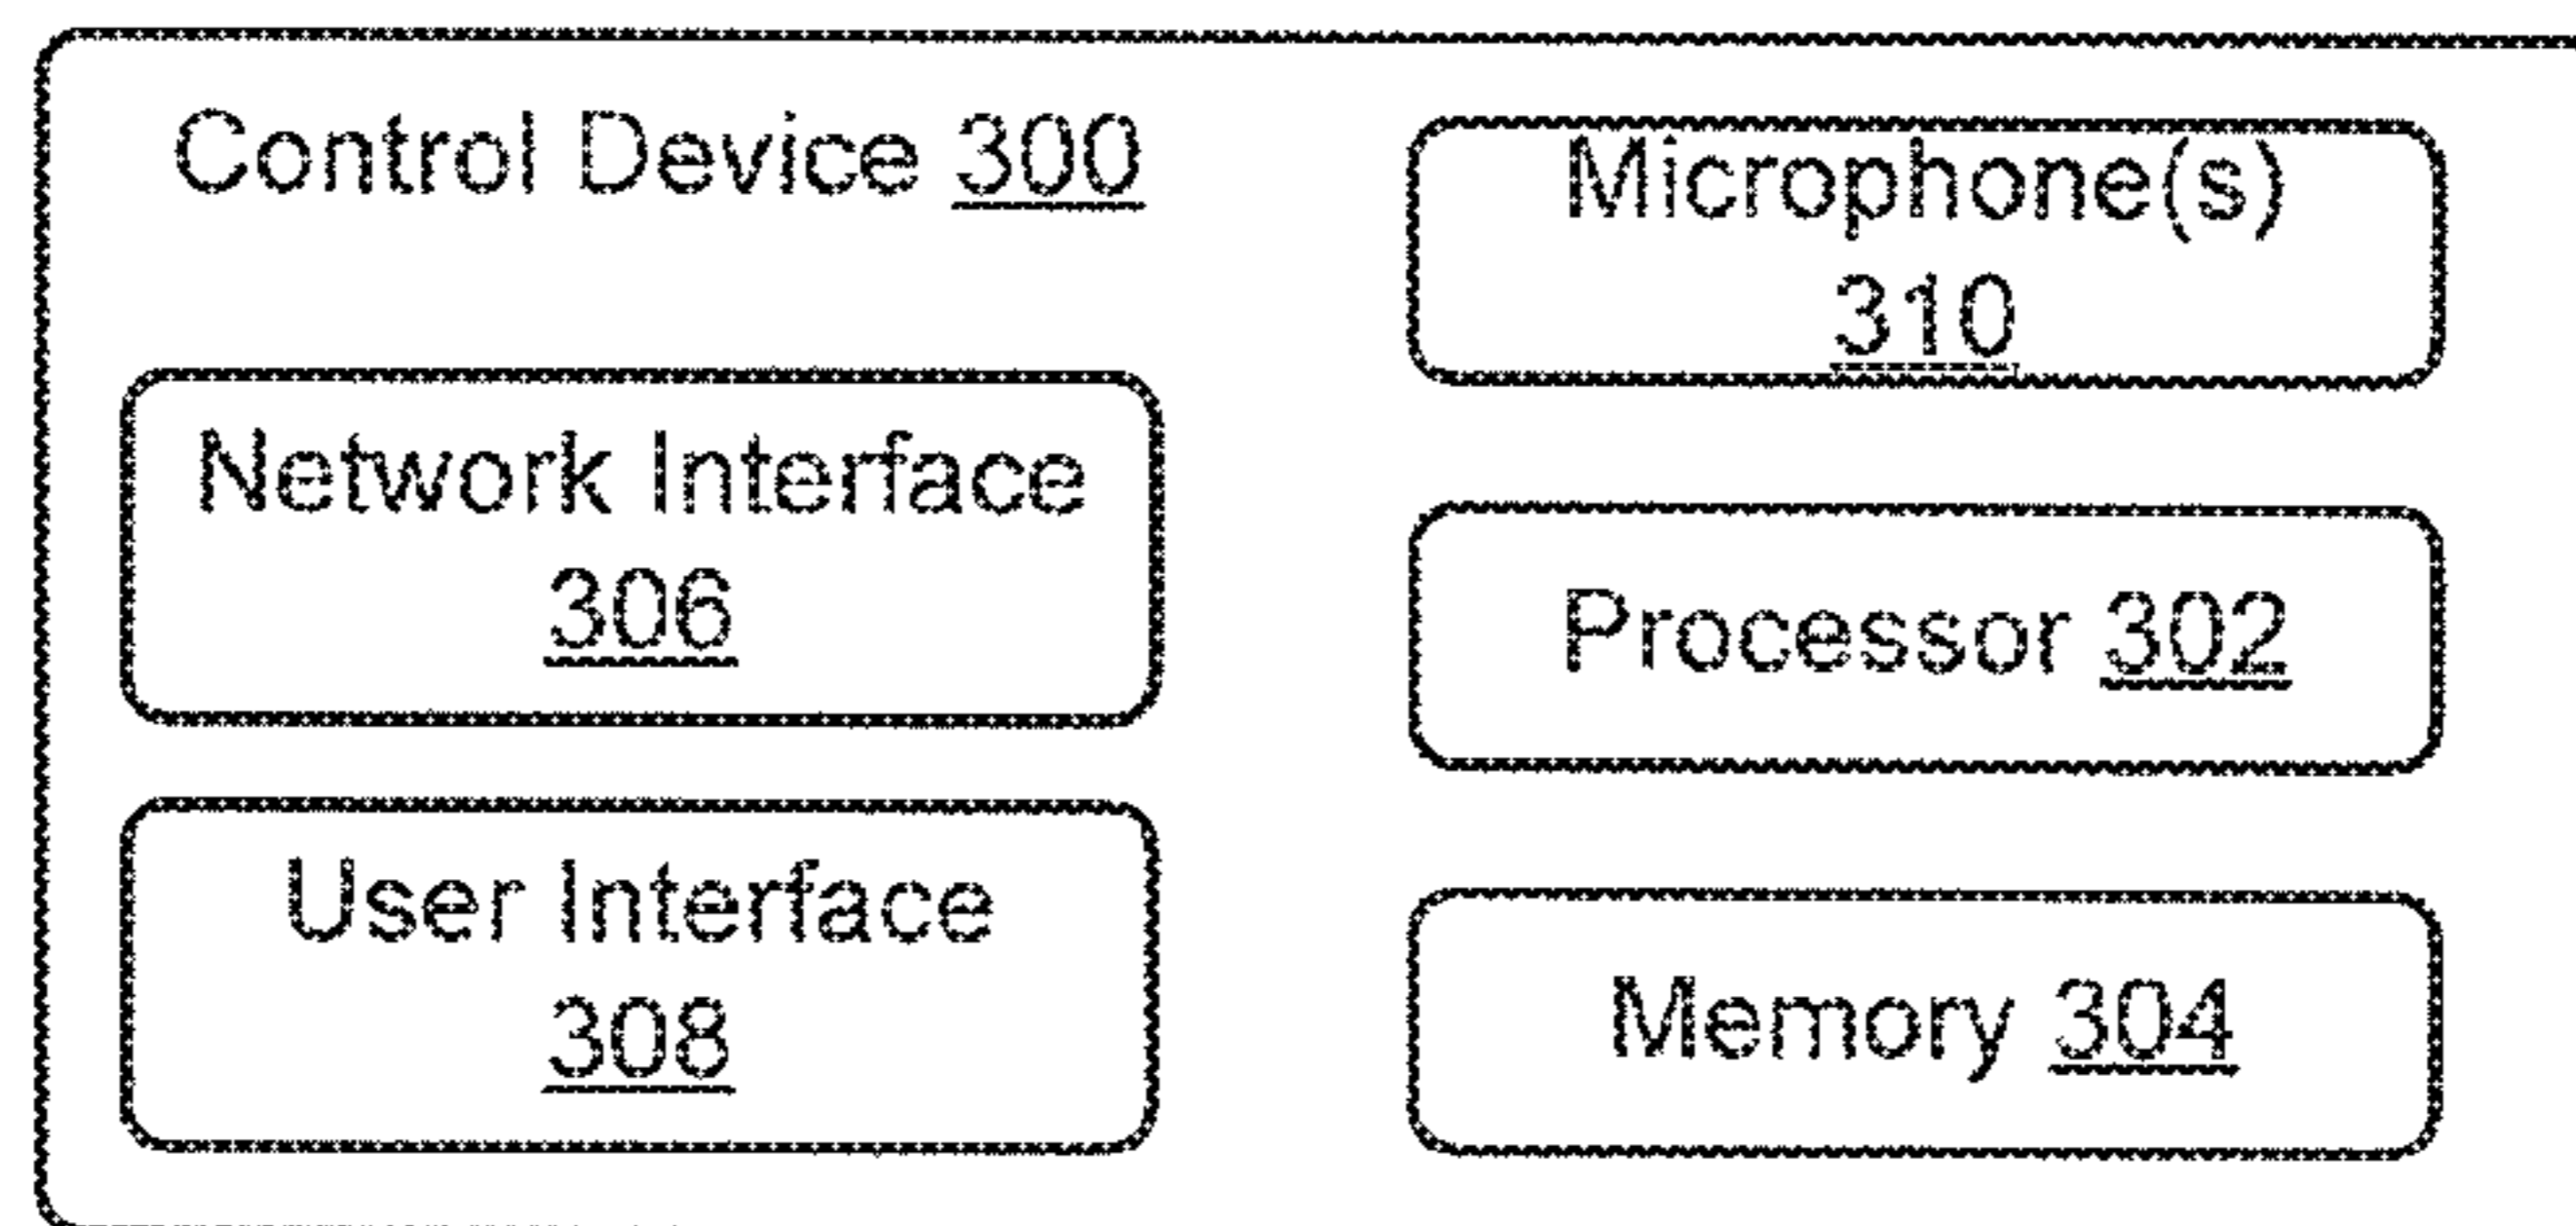 Control Device 300
Network Interface
306
User Interface
308
Microphone(s)
310
Processor 302
Memory 304